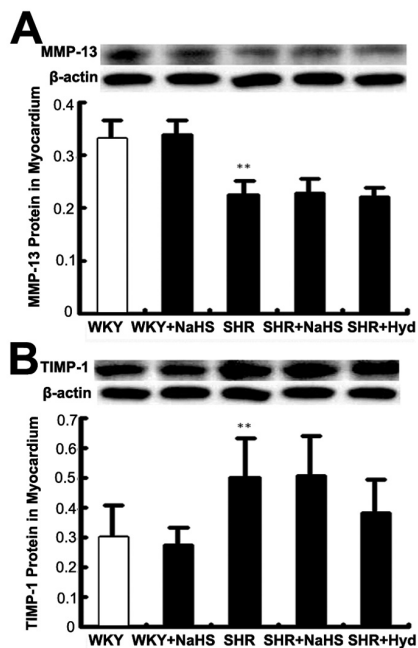 A
MMP-13
β-actin
MMP-13 Protein in Myocardium
0.4
0.3
0.2
0.1
0
**
WKY WKY+NaHS SHR SHR+NaHS SHR+Hyd
B
TIMP-1
β-actin
TIMP-1 Protein in Myocardium
0.7
0.6
0.5
0.4
0.3
0.2
0.1
0
**
WKY WKY+NaHS SHR SHR+NaHS SHR+Hyd